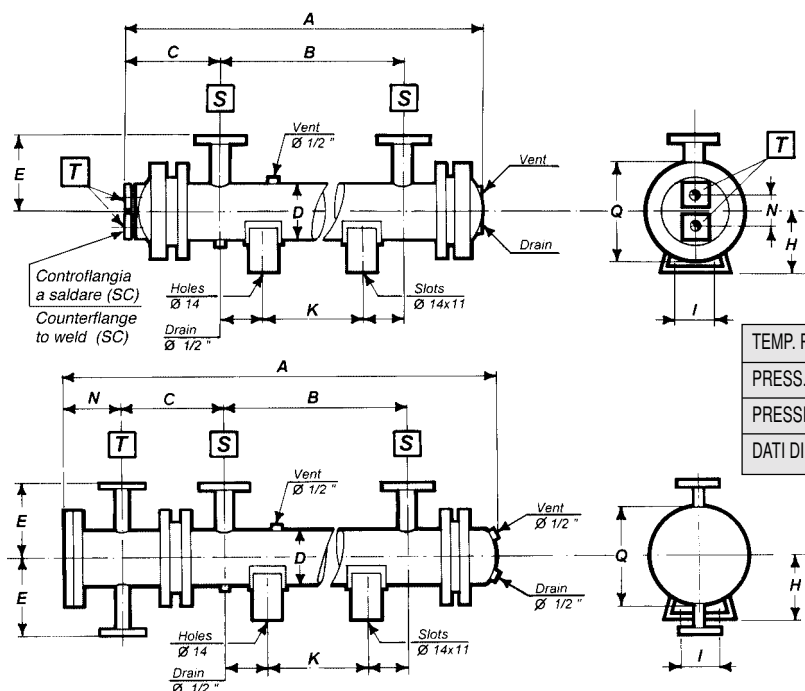 A
C
B
S
S
Vent
Ø 1/2 "
E
T
D
Vent
Drain
Controflangia
a saldare (SC)
Counterflange
to weld (SC)
Holes
Ø 14
Drain
Ø 1/2 "
K
Slots
Ø 14x11
T
Q
N
H
I
TEMP.
PRESS.
DATI DI
A
N
C
B
T
S
S
Vent
Ø 1/2 "
E
E
D
Vent
Ø 1/2 "
Drain
Ø 1/2 "
Holes
Ø 14
Drain
Ø 1/2 "
K
Slots
Ø 14x11
Q
H
I